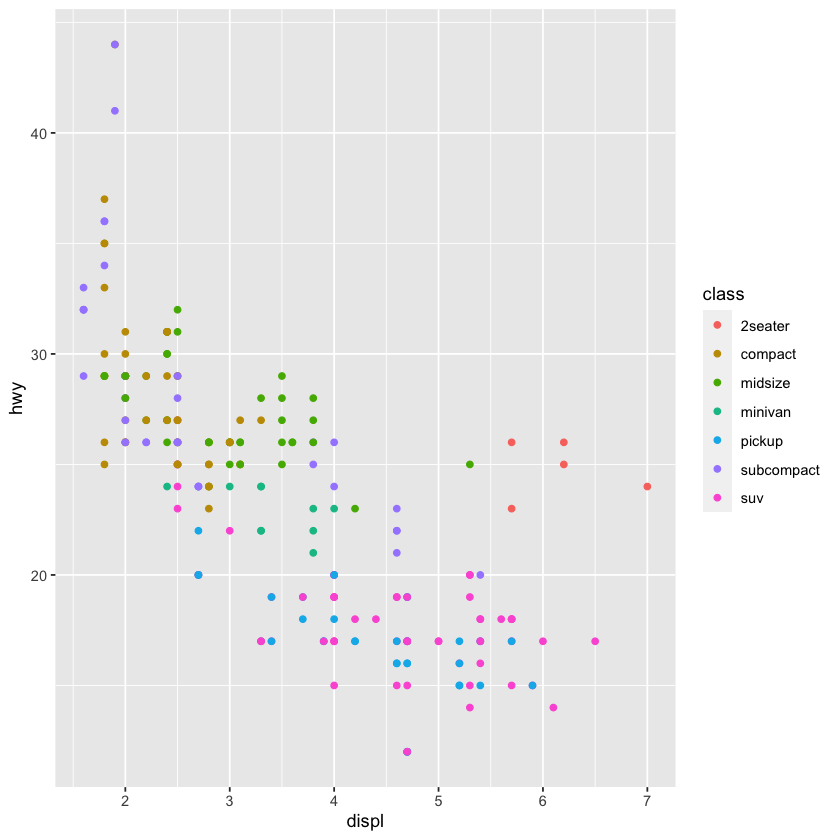 40
30
20
hwy
2
3
4
5
6
7
displ
class
2seater
compact
midsize
minivan
pickup
subcompact
suv